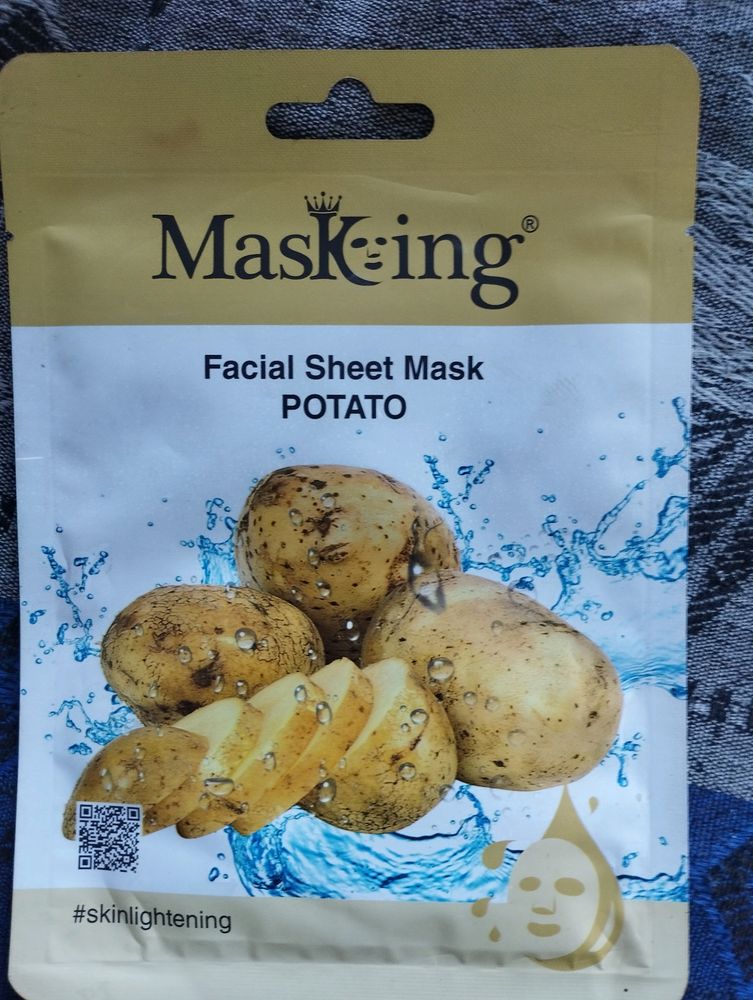 MasKing®
Facial Sheet Mask
POTATO
#skinlightening